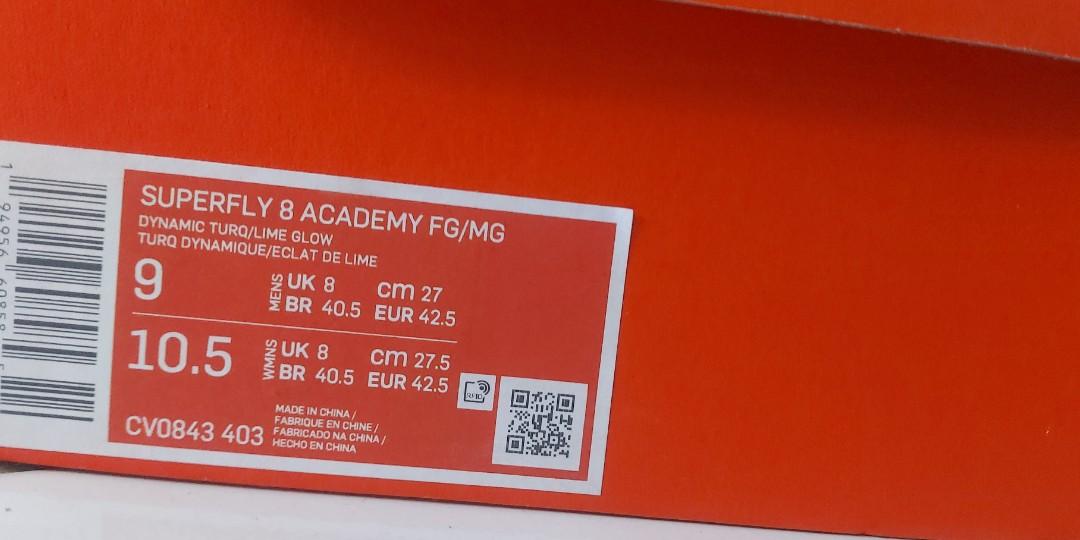 SUPERFLY 8 ACADEMY FG/MG
DYNAMIC TURQ/LIME GLOW
TURQ DYNAMIQUE/ECLAT DE LIME
9 MENS UK 8 cm 27
BR 40.5 EUR 42.5
10.5 WMNS UK 8 cm 27.5
BR 40.5 EUR 42.5
RFID
CV0843 403
MADE IN CHINA /
FABRIQUE EN CHINE /
FABRICADO NA CHINA /
HECHO EN CHINA